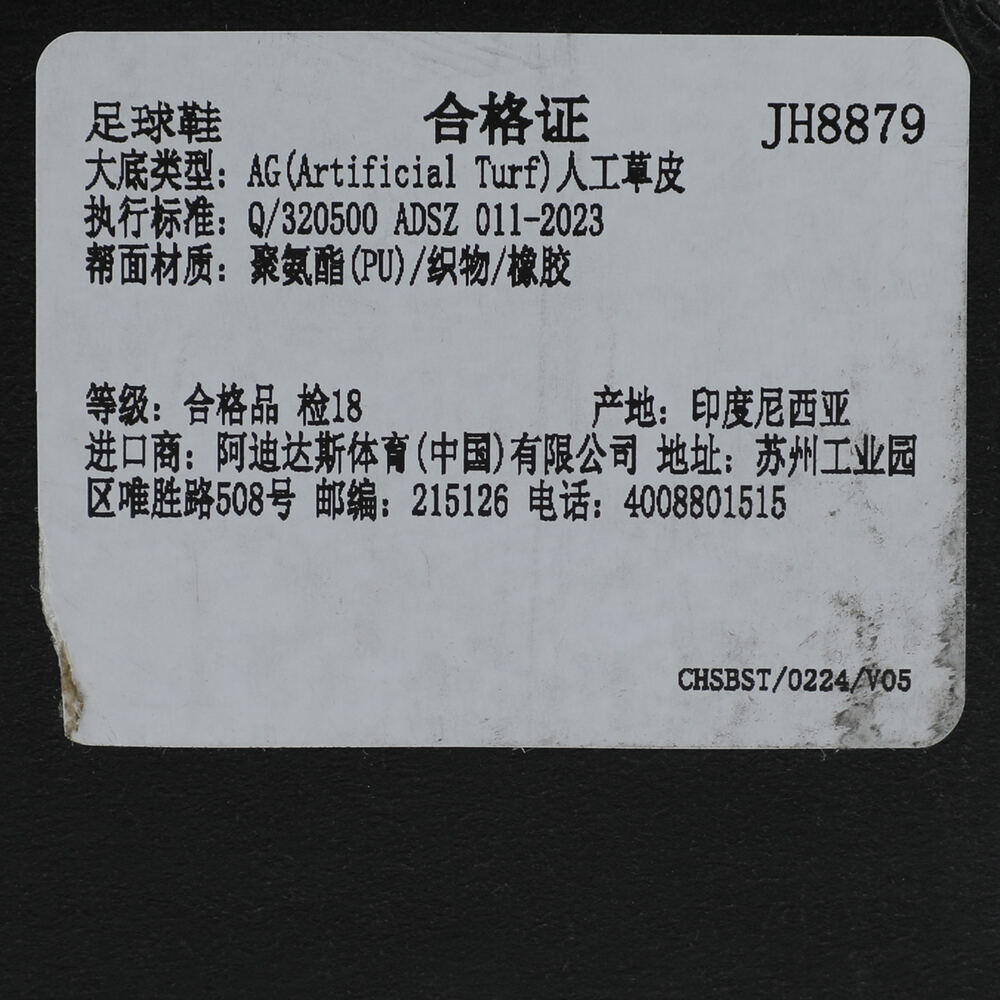 足球鞋 合格证 JH8879
大底类型：AG(Artificial Turf)人工草皮
执行标准：Q/320500 ADSZ 011-2023
帮面材质：聚氨酯(PU)/织物/橡胶
等级：合格品 检18 产地：印度尼西亚
进口商：阿迪达斯体育(中国)有限公司 地址：苏州工业园
区唯胜路508号 邮编：215126 电话：4008801515
CHSBST/0224/V05